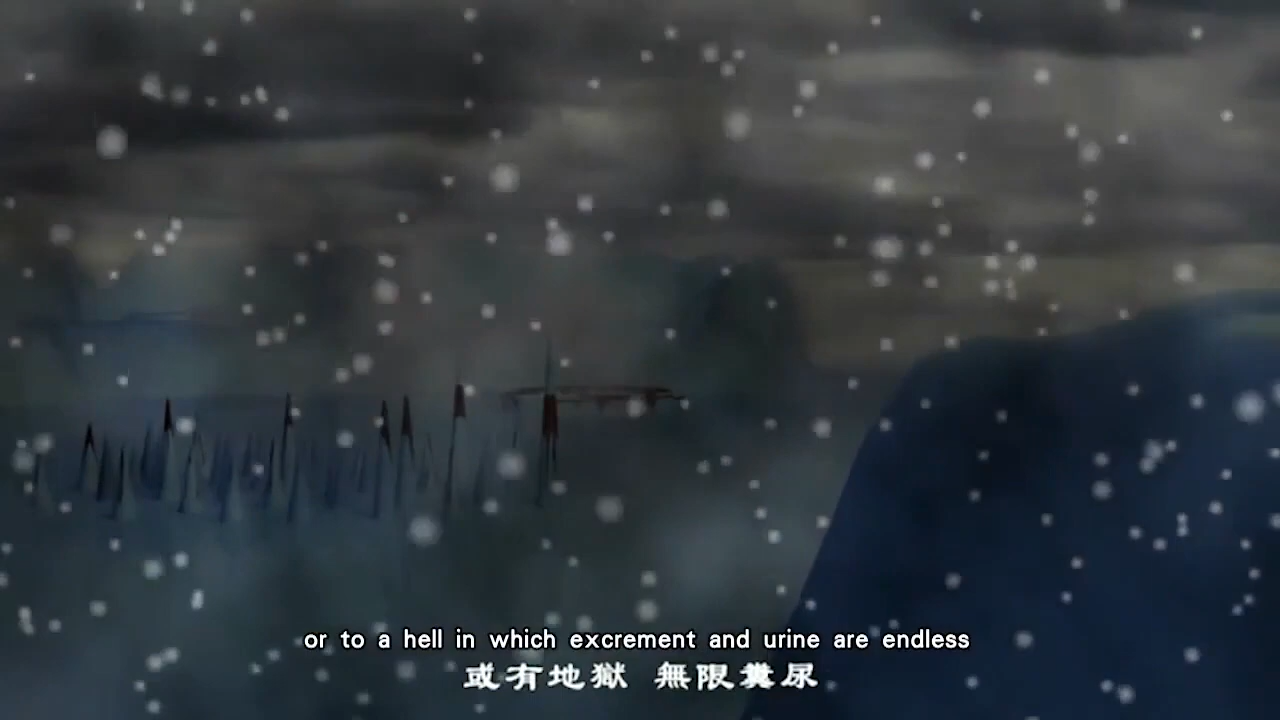 or to a hell in which excrement and urine are endless
或有地獄 無限糞尿